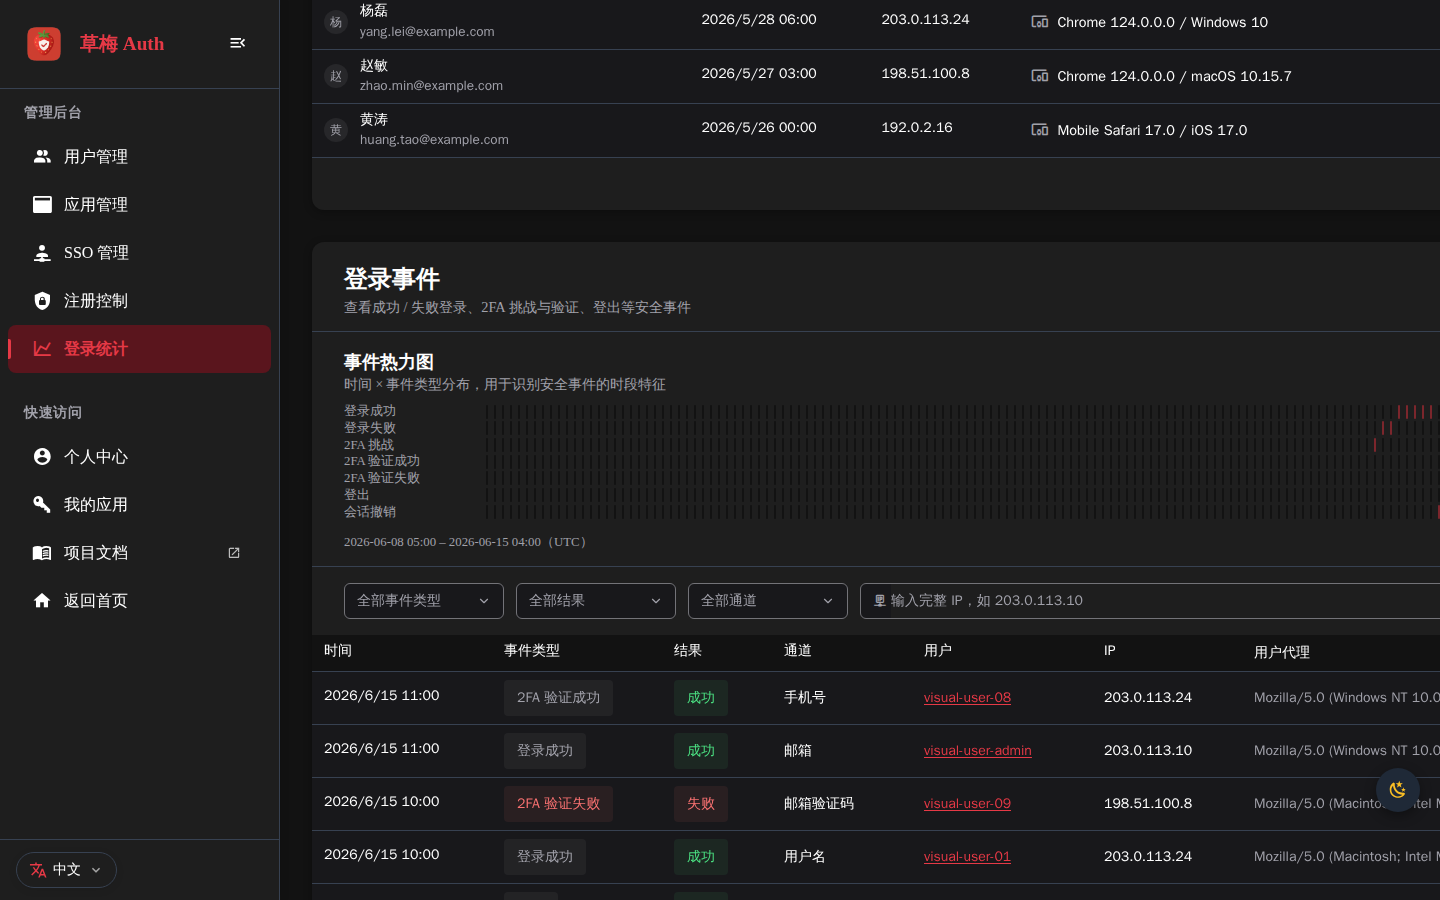 草梅 Auth
管理后台
用户管理
应用管理
SSO 管理
注册控制
登录统计
快速访问
个人中心
我的应用
项目文档
返回首页
中文
杨 杨磊 2026/5/28 06:00 203.0.113.24 Chrome 124.0.0.0 / Windows 10
yang.lei@example.com
赵 赵敏 2026/5/27 03:00 198.51.100.8 Chrome 124.0.0.0 / macOS 10.15.7
zhao.min@example.com
黄 黄涛 2026/5/26 00:00 192.0.2.16 Mobile Safari 17.0 / iOS 17.0
huang.tao@example.com
登录事件
查看成功 / 失败登录、2FA 挑战与验证、登出等安全事件
事件热力图
时间 × 事件类型分布，用于识别安全事件的时段特征
登录成功
登录失败
2FA 挑战
2FA 验证成功
2FA 验证失败
登出
会话撤销
2026-06-08 05:00 – 2026-06-15 04:00（UTC）
全部事件类型 全部结果 全部通道 输入完整 IP，如 203.0.113.10
时间 事件类型 结果 通道 用户 IP 用户代理
2026/6/15 11:00 2FA 验证成功 成功 手机号 visual-user-08 203.0.113.24 Mozilla/5.0 (Windows NT 10.0
2026/6/15 11:00 登录成功 成功 邮箱 visual-user-admin 203.0.113.10 Mozilla/5.0 (Windows NT 10.0
2026/6/15 10:00 2FA 验证失败 失败 邮箱验证码 visual-user-09 198.51.100.8 Mozilla/5.0 (Macintosh; Intel M
2026/6/15 10:00 登录成功 成功 用户名 visual-user-01 203.0.113.24 Mozilla/5.0 (Macintosh; Intel M